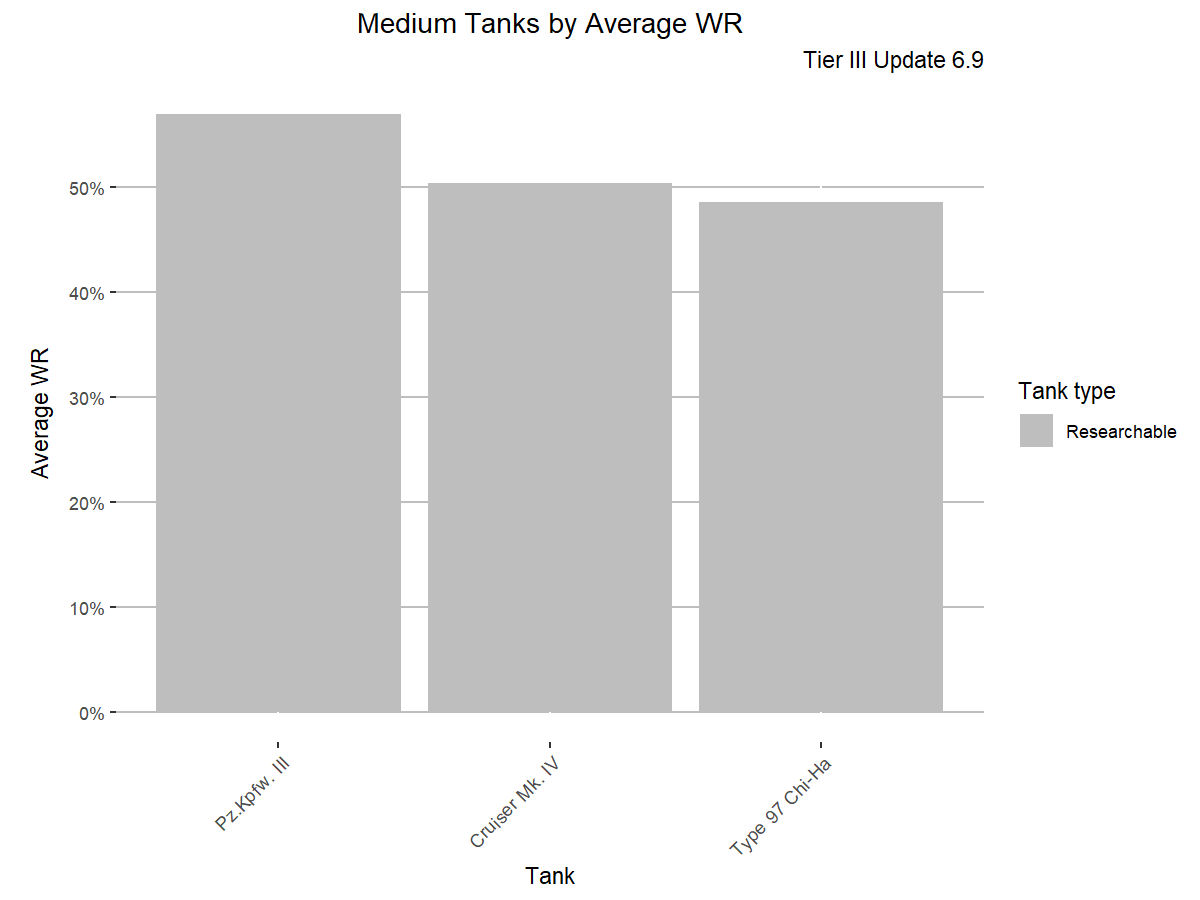 Medium Tanks by Average WR
Tier III Update 6.9
Average WR
50%
40%
30%
20%
10%
0%
Pz.Kpfw. III
Cruiser Mk. IV
Type 97 Chi-Ha
Tank
Tank type
Researchable